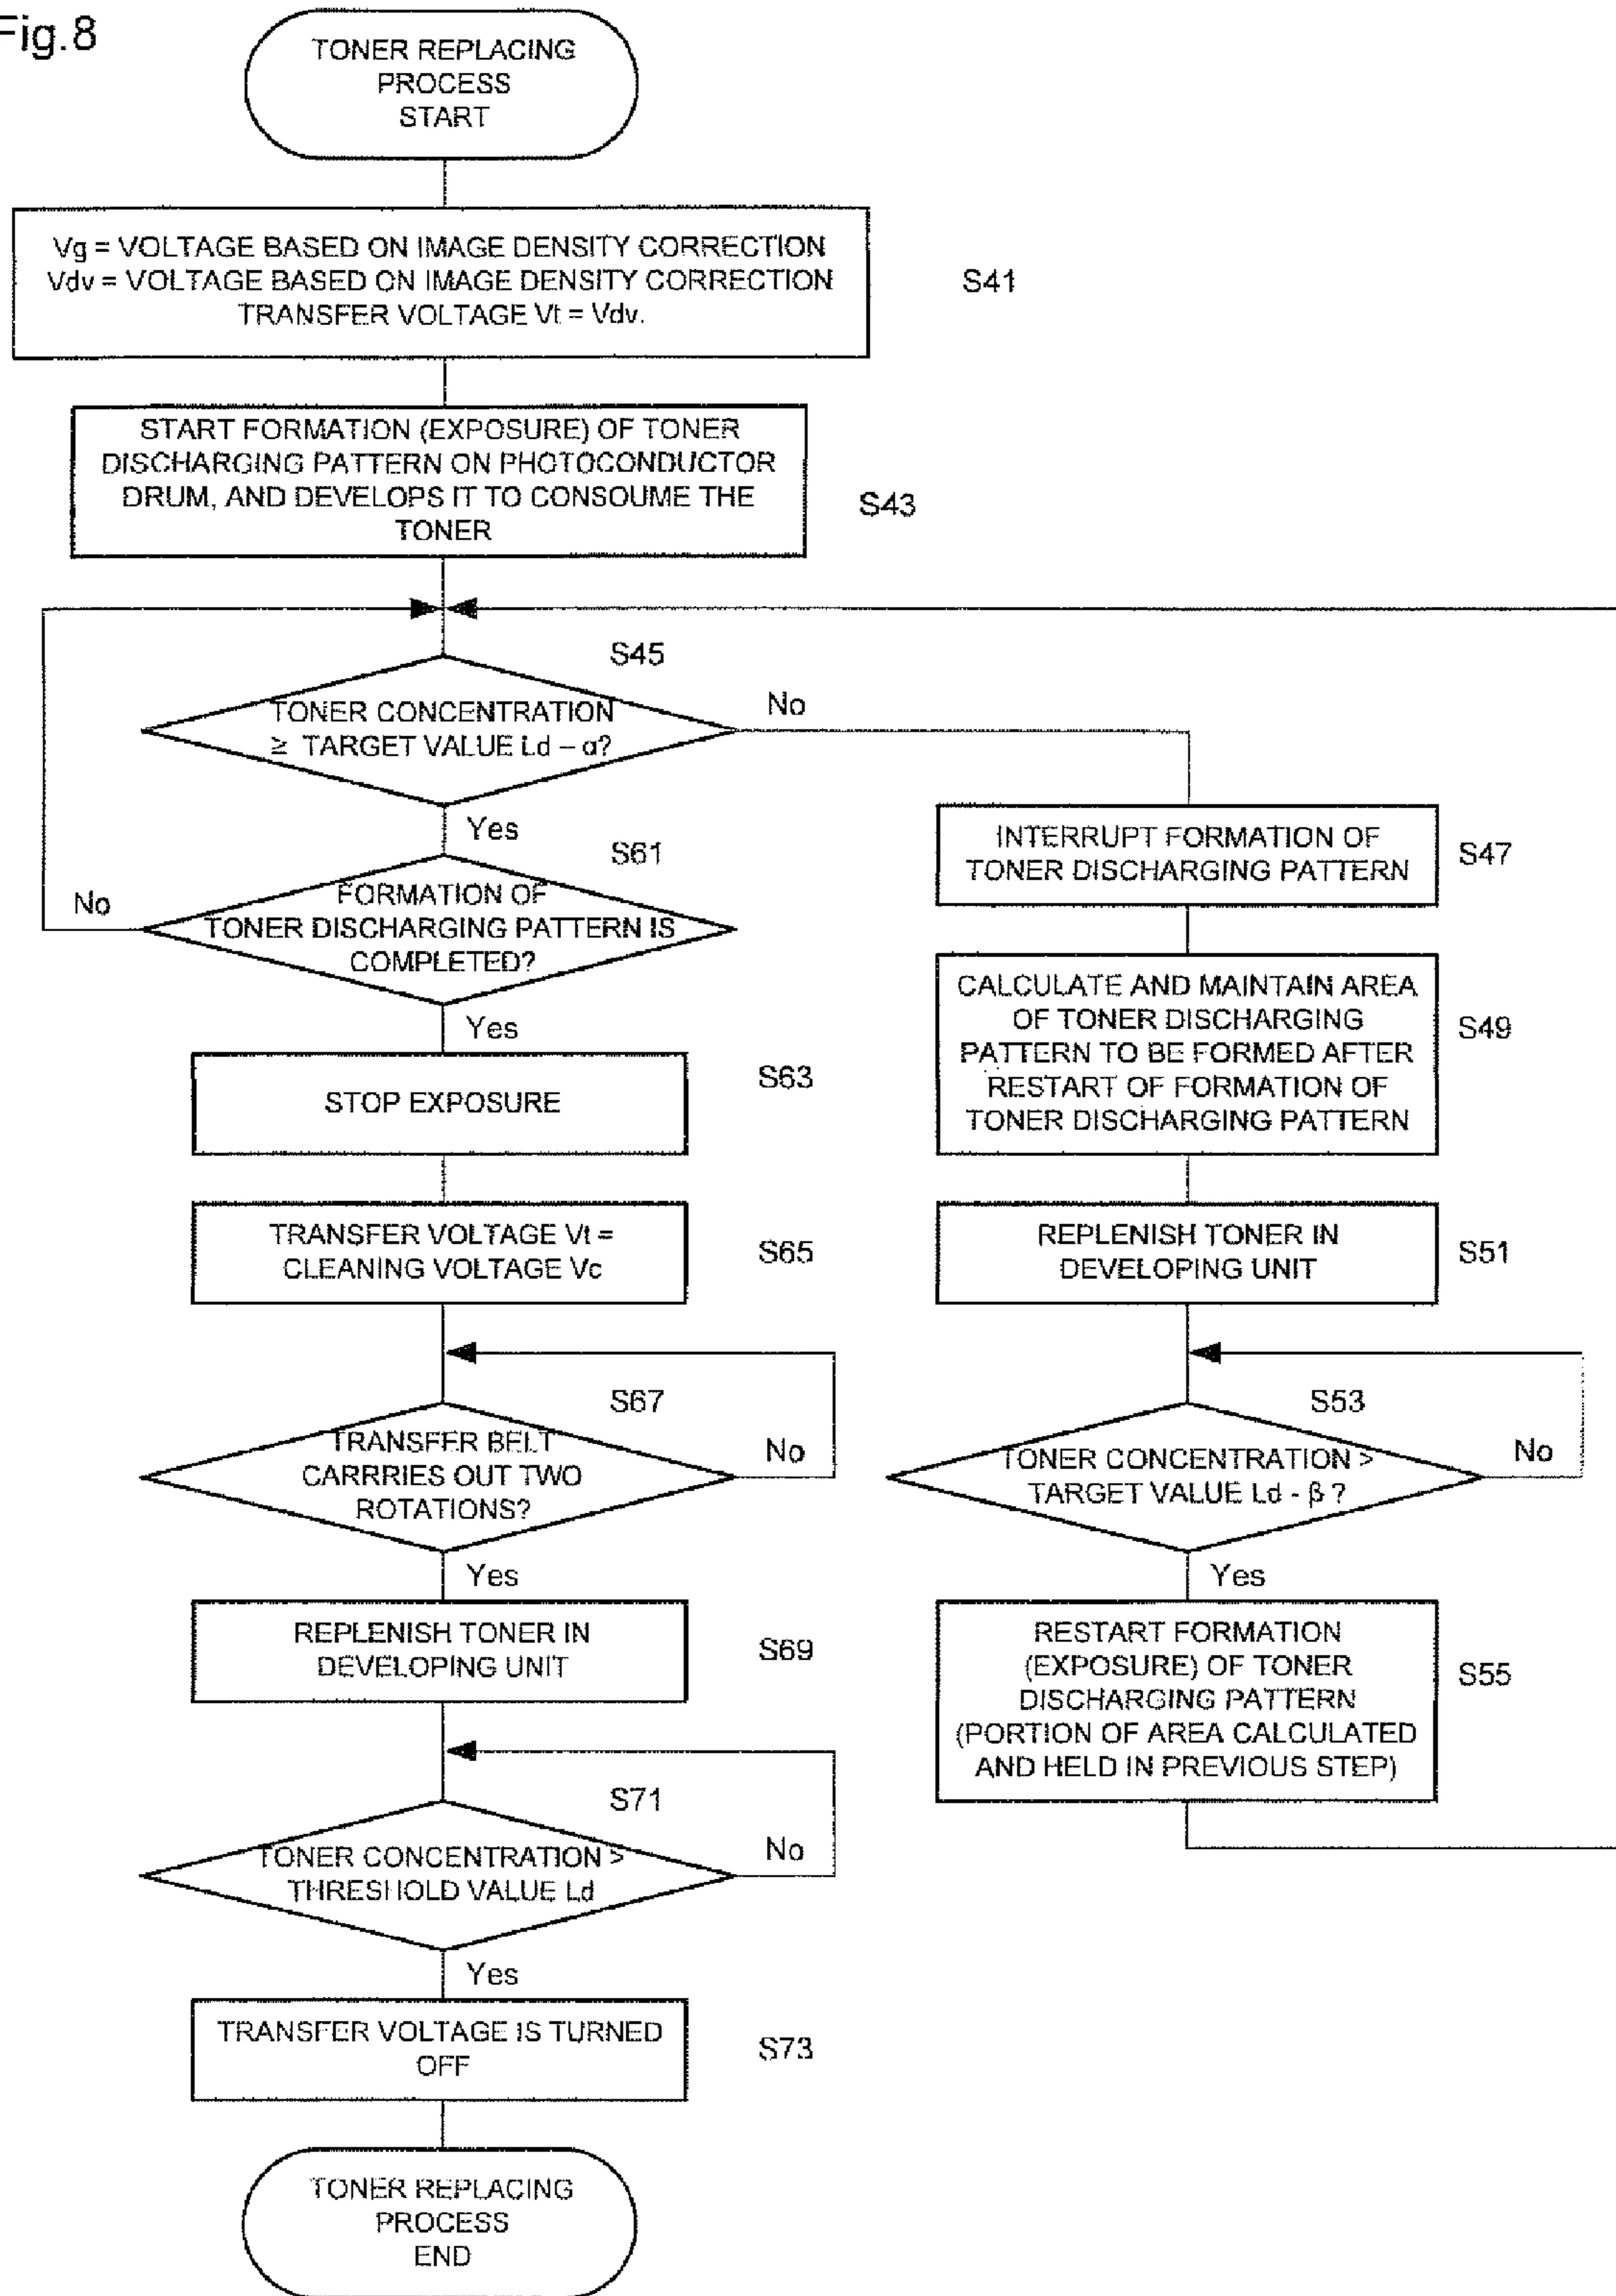 Fig.8
TONER REPLACING
PROCESS
START
Vg = VOLTAGE BASED ON IMAGE DENSITY CORRECTION
Vdv = VOLTAGE BASED ON IMAGE DENSITY CORRECTION
TRANSFER VOLTAGE Vt = Vdv.
S41
START FORMATION (EXPOSURE) OF TONER
DISCHARGING PATTERN ON PHOTOCONDUCTOR
DRUM, AND DEVELOPS IT TO CONSOUME THE
TONER
S43
S45
TONER CONCENTRATION
≥ TARGET VALUE Ld – α?
No
Yes
S61
FORMATION OF
TONER DISCHARGING PATTERN IS
COMPLETED?
No
Yes
STOP EXPOSURE
S63
TRANSFER VOLTAGE Vt =
CLEANING VOLTAGE Vc
S65
S67
TRANSFER BELT
CARRRIES OUT TWO
ROTATIONS?
No
Yes
REPLENISH TONER IN
DEVELOPING UNIT
S69
S71
TONER CONCENTRATION >
THRESHOLD VALUE Ld
No
Yes
TRANSFER VOLTAGE IS TURNED
OFF
S73
TONER REPLACING
PROCESS
END
INTERRUPT FORMATION OF
TONER DISCHARGING PATTERN
S47
CALCULATE AND MAINTAIN AREA
OF TONER DISCHARGING
PATTERN TO BE FORMED AFTER
RESTART OF FORMATION OF
TONER DISCHARGING PATTERN
S49
REPLENISH TONER IN
DEVELOPING UNIT
S51
S53
TONER CONCENTRATION >
TARGET VALUE Ld - β ?
No
Yes
RESTART FORMATION
(EXPOSURE) OF TONER
DISCHARGING PATTERN
(PORTION OF AREA CALCULATED
AND HELD IN PREVIOUS STEP)
S55